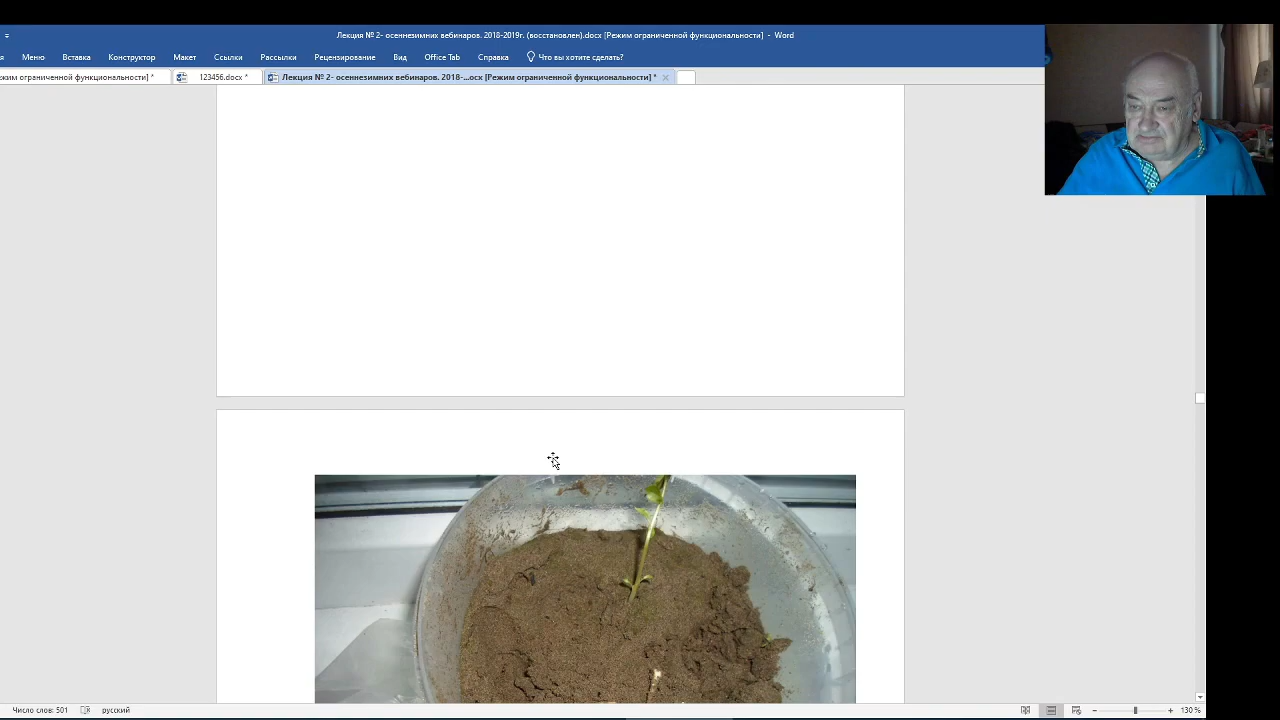 Лекция № 2- осеннезимних вебинаров. 2018-2019г. (восстановлен).docx [Режим ограниченной функциональности] - Word
я Меню Вставка Конструктор Макет Ссылки Рассылки Рецензирование Вид Office Tab Справка Что вы хотите сделать?
жим ограниченной функциональности] * 123456.docx * Лекция № 2- осеннезимних вебинаров. 2018-...осх [Режим ограниченной функциональности] *
Число слов: 501 русский 130 %